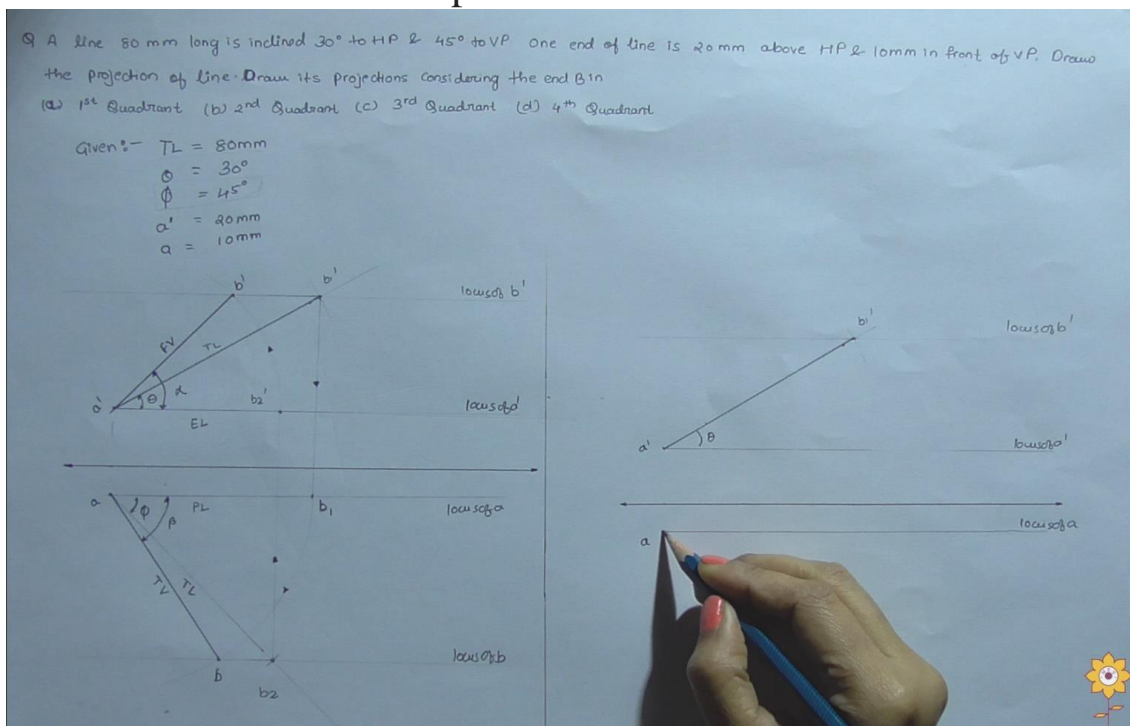 Q A line 80 mm long is inclined 30° to HP & 45° to VP One end of line is 20mm above HP & 10mm in front of VP. Draw
the projection of line. Draw its projections considering the end B in
(a) 1st Quadrant (b) 2nd Quadrant (c) 3rd Quadrant (d) 4th Quadrant
Given:- TL = 80mm
θ = 30°
ϕ = 45°
a' = 20mm
a = 10mm
b' b' locus of b'
FV TL
a' θ α b2' locus of a'
EL
a ϕ β PL b1 locus of a
TV TL
b b2 locus of b
b1' locus of b'
a' θ locus of a'
locus of a
a